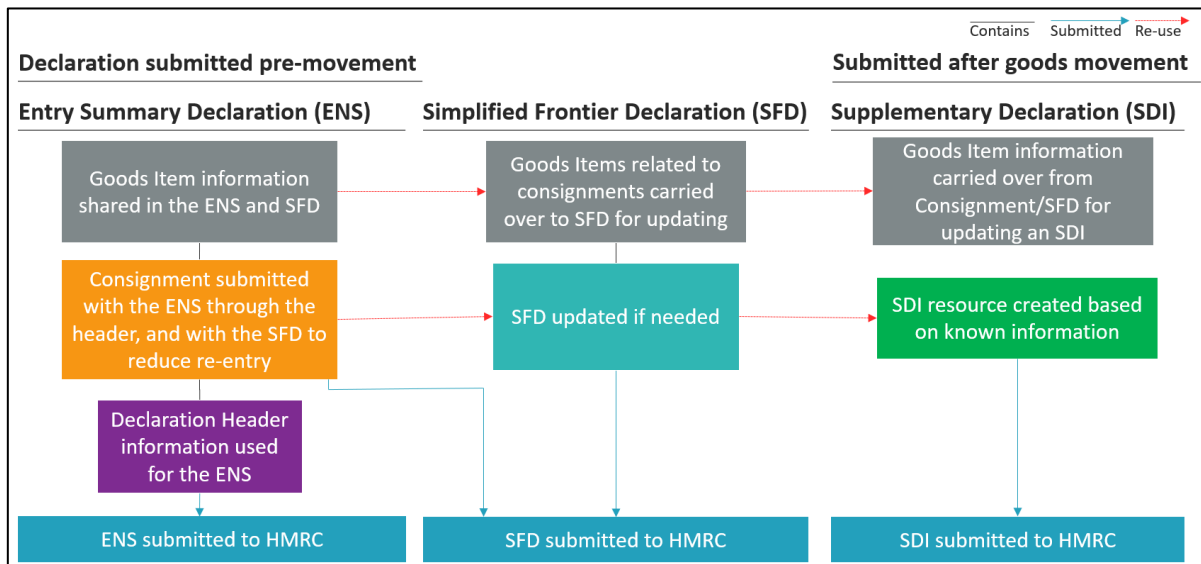 Contains
Submitted
Re-use
Declaration submitted pre-movement
Submitted after goods movement
Entry Summary Declaration (ENS)
Simplified Frontier Declaration (SFD)
Supplementary Declaration (SDI)
Goods Item information
shared in the ENS and SFD
Goods Items related to
consignments carried
over to SFD for updating
Goods Item information
carried over from
Consignment/SFD for
updating an SDI
Consignment submitted
with the ENS through the
header, and with the SFD to
reduce re-entry
SFD updated if needed
SDI resource created based
on known information
Declaration Header
information used
for the ENS
ENS submitted to HMRC
SFD submitted to HMRC
SDI submitted to HMRC